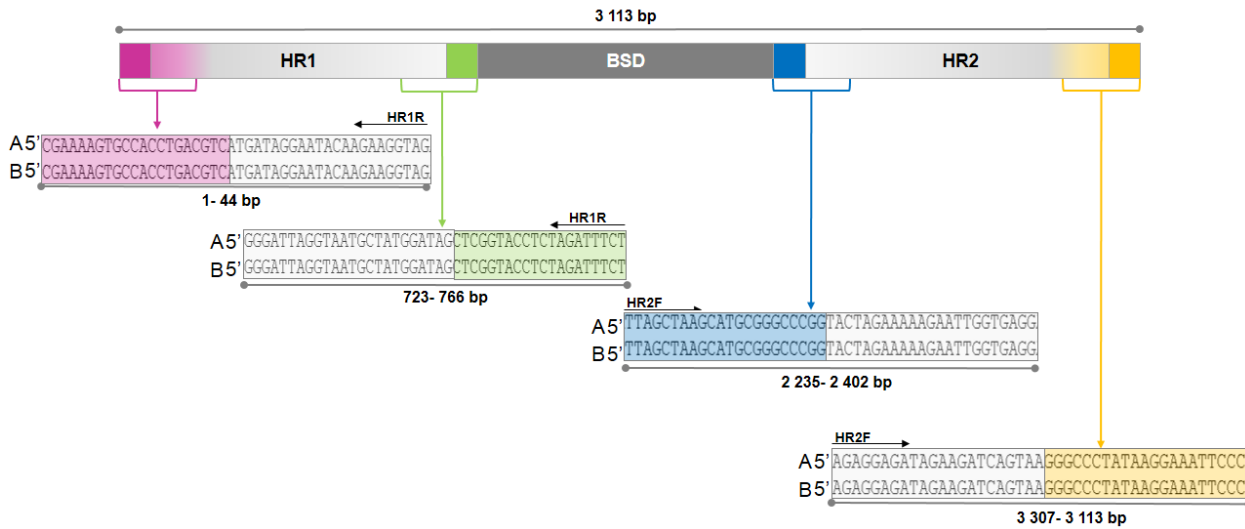 3 113 bp
HR1
BSD
HR2
HR1R
A5’ CGAAAAGTGCCACCTGACGTCATGATAGGAATACAAGAAGGTAG
B5’ CGAAAAGTGCCACCTGACGTCATGATAGGAATACAAGAAGGTAG
1- 44 bp
HR1R
A5’ GGGATTAGGTAATGCTATGGATAGCTCGGTACCTCTAGATTTCT
B5’ GGGATTAGGTAATGCTATGGATAGCTCGGTACCTCTAGATTTCT
723- 766 bp
HR2F
A5’ TTAGCTAAGCATGCGGGCCCGGTACTAGAAAAAGAATTGGTGAGG
B5’ TTAGCTAAGCATGCGGGCCCGGTACTAGAAAAAGAATTGGTGAGG
2 235- 2 402 bp
HR2F
A5’ AGAGGAGATAGAAGATCAGTAAGGGCCCTATAAGGAAATTCCC
B5’ AGAGGAGATAGAAGATCAGTAAGGGCCCTATAAGGAAATTCCC
3 307- 3 113 bp